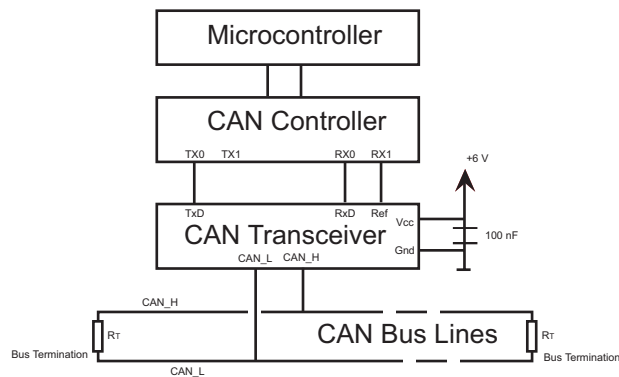 Microcontroller
CAN Controller
TX0 TX1 RX0 RX1
+6 V
TxD RxD Ref
Vcc
CAN Transceiver
100 nF
Gnd
CAN_L CAN_H
CAN_H
CAN Bus Lines
RT RT
Bus Termination Bus Termination
CAN_L